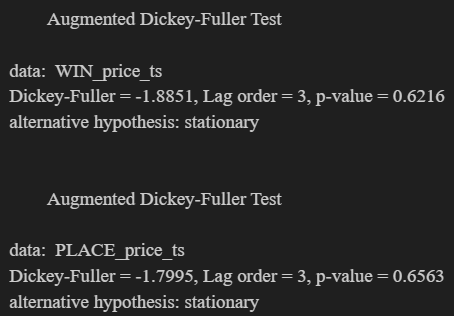 Augmented Dickey-Fuller Test
data: WIN_price_ts
Dickey-Fuller = -1.8851, Lag order = 3, p-value = 0.6216
alternative hypothesis: stationary
Augmented Dickey-Fuller Test
data: PLACE_price_ts
Dickey-Fuller = -1.7995, Lag order = 3, p-value = 0.6563
alternative hypothesis: stationary